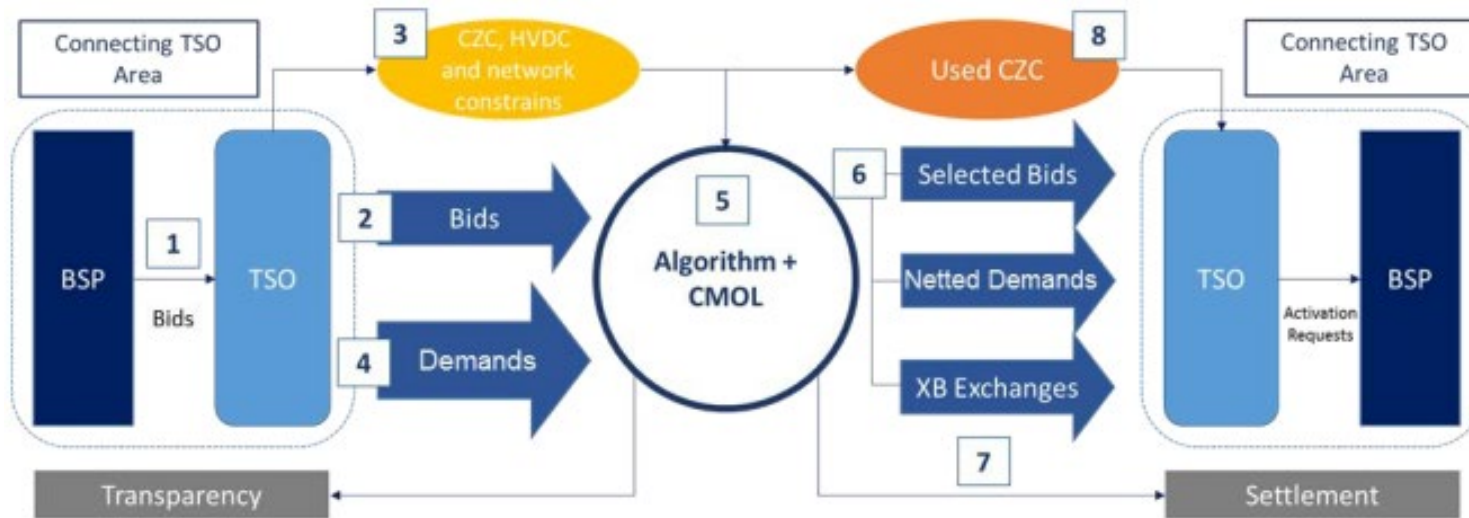 Connecting TSO
Area
3
CZC, HVDC
and network
constrains
Used CZC
8
Connecting TSO
Area
BSP
1
Bids
TSO
2
Bids
4
Demands
5
Algorithm +
CMOL
6
Selected Bids
Netted Demands
XB Exchanges
7
TSO
Activation
Requests
BSP
Transparency
Settlement